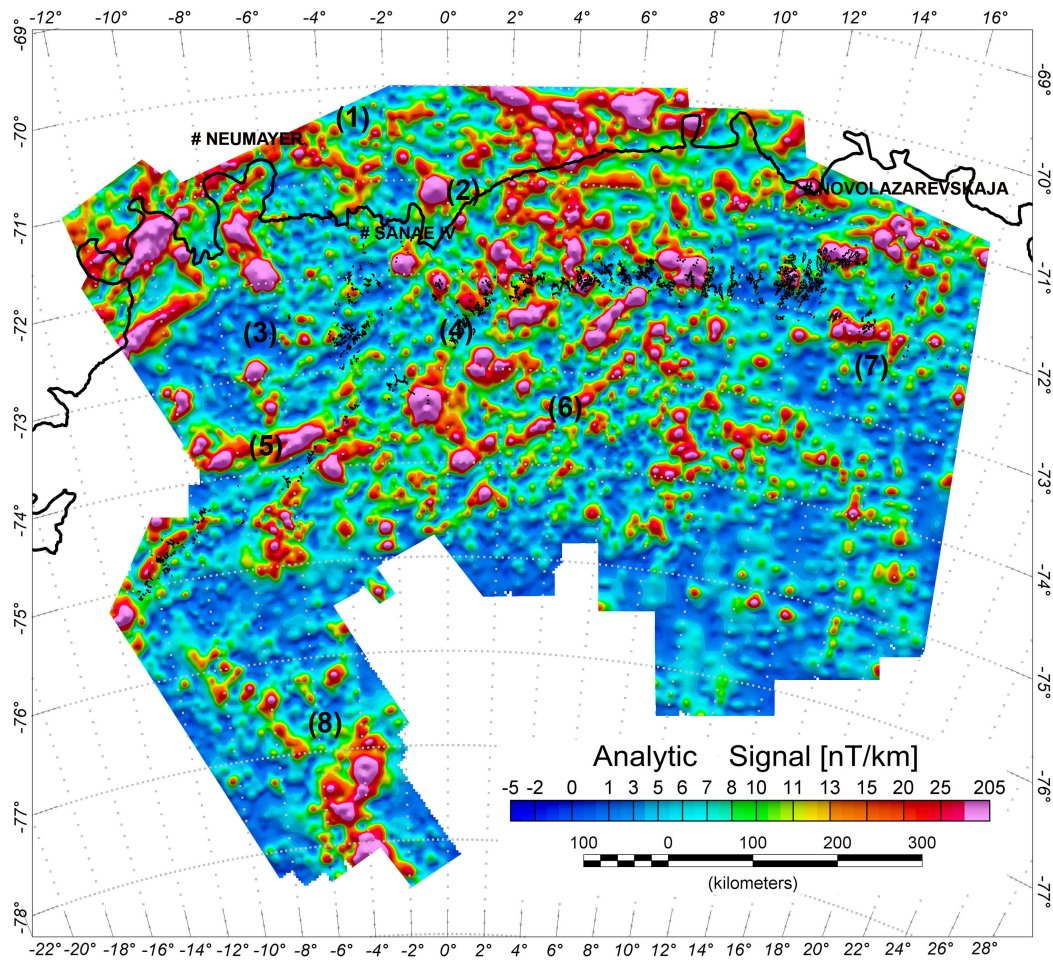 -12° -10° -8° -6° -4° -2° 0° 2° 4° 6° 8° 10° 12° 14° 16°
-69° -69°
(1)
-70° # NEUMAYER
(2) # NOVOLAZAREVSKAJA -70°
-71° # SANAE IV
-71°
-72° (3) (4)
(7) -72°
-73° (6)
(5) -73°
-74°
-74°
-75°
-75°
-76° (8)
Analytic Signal [nT/km] -76°
-5 -2 0 1 3 5 6 7 8 10 11 13 15 20 25 205
-77°
100 0 100 200 300
(kilometers) -77°
-78°
-22° -20° -18° -16° -14° -12° -10° -8° -6° -4° -2° 0° 2° 4° 6° 8° 10° 12° 14° 16° 18° 20° 22° 24° 26° 28°